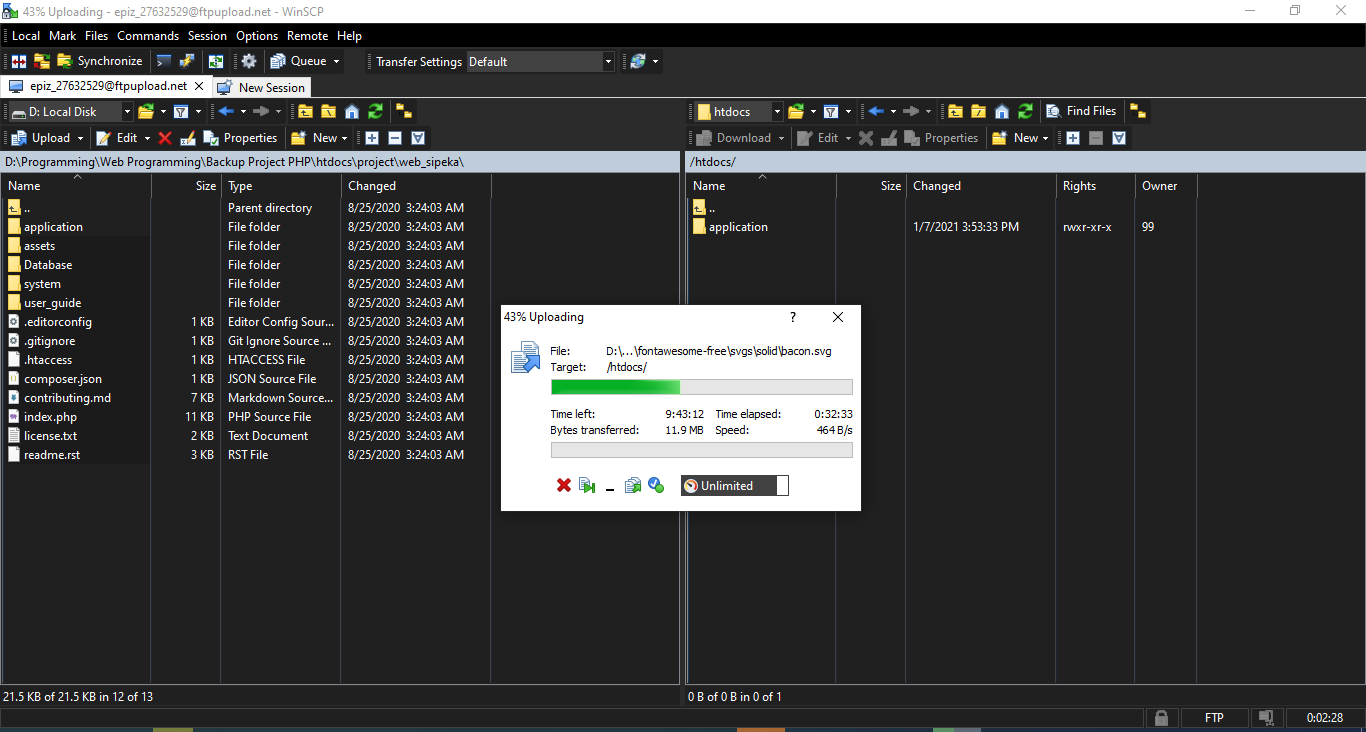 43% Uploading - epiz_27632529@ftpupload.net - WinSCP
Local Mark Files Commands Session Options Remote Help
Synchronize Queue Transfer Settings Default
epiz_27632529@ftpupload.net New Session
D: Local Disk htdocs Find Files
Upload Edit Properties New Download Edit Properties New
D:\Programming\Web Programming\Backup Project PHP\htdocs\project\web_sipeka\ /htdocs/
Name Size Type Changed Name Size Changed Rights Owner
.. Parent directory 8/25/2020 3:24:03 AM ..
application File folder 8/25/2020 3:24:03 AM application 1/7/2021 3:53:33 PM rwxr-xr-x 99
assets File folder 8/25/2020 3:24:03 AM
Database File folder 8/25/2020 3:24:03 AM
system File folder 8/25/2020 3:24:03 AM
user_guide File folder 8/25/2020 3:24:03 AM
.editorconfig 1 KB Editor Config Sour... 8/25/2020 3:24:03 AM
.gitignore 1 KB Git Ignore Source ... 8/25/2020 3:24:03 AM
.htaccess 1 KB HTACCESS File 8/25/2020 3:24:03 AM
composer.json 1 KB JSON Source File 8/25/2020 3:24:03 AM
contributing.md 7 KB Markdown Source... 8/25/2020 3:24:03 AM
index.php 11 KB PHP Source File 8/25/2020 3:24:03 AM
license.txt 2 KB Text Document 8/25/2020 3:24:03 AM
readme.rst 3 KB RST File 8/25/2020 3:24:03 AM
43% Uploading ?
File: D:\...\fontawesome-free\svgs\solid\bacon.svg
Target: /htdocs/
Time left: 9:43:12 Time elapsed: 0:32:33
Bytes transferred: 11.9 MB Speed: 464 B/s
Unlimited
21.5 KB of 21.5 KB in 12 of 13 0 B of 0 B in 0 of 1
FTP 0:02:28